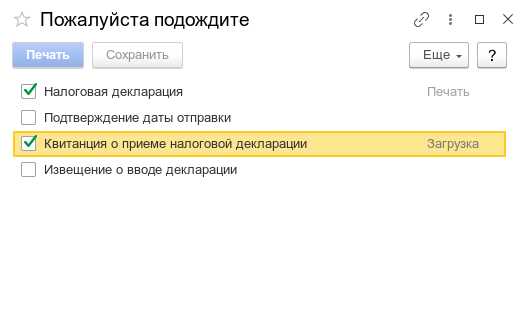 Пожалуйста подождите
Печать Сохранить Еще ?
Налоговая декларация Печать
Подтверждение даты отправки
Квитанция о приеме налоговой декларации Загрузка
Извещение о вводе декларации